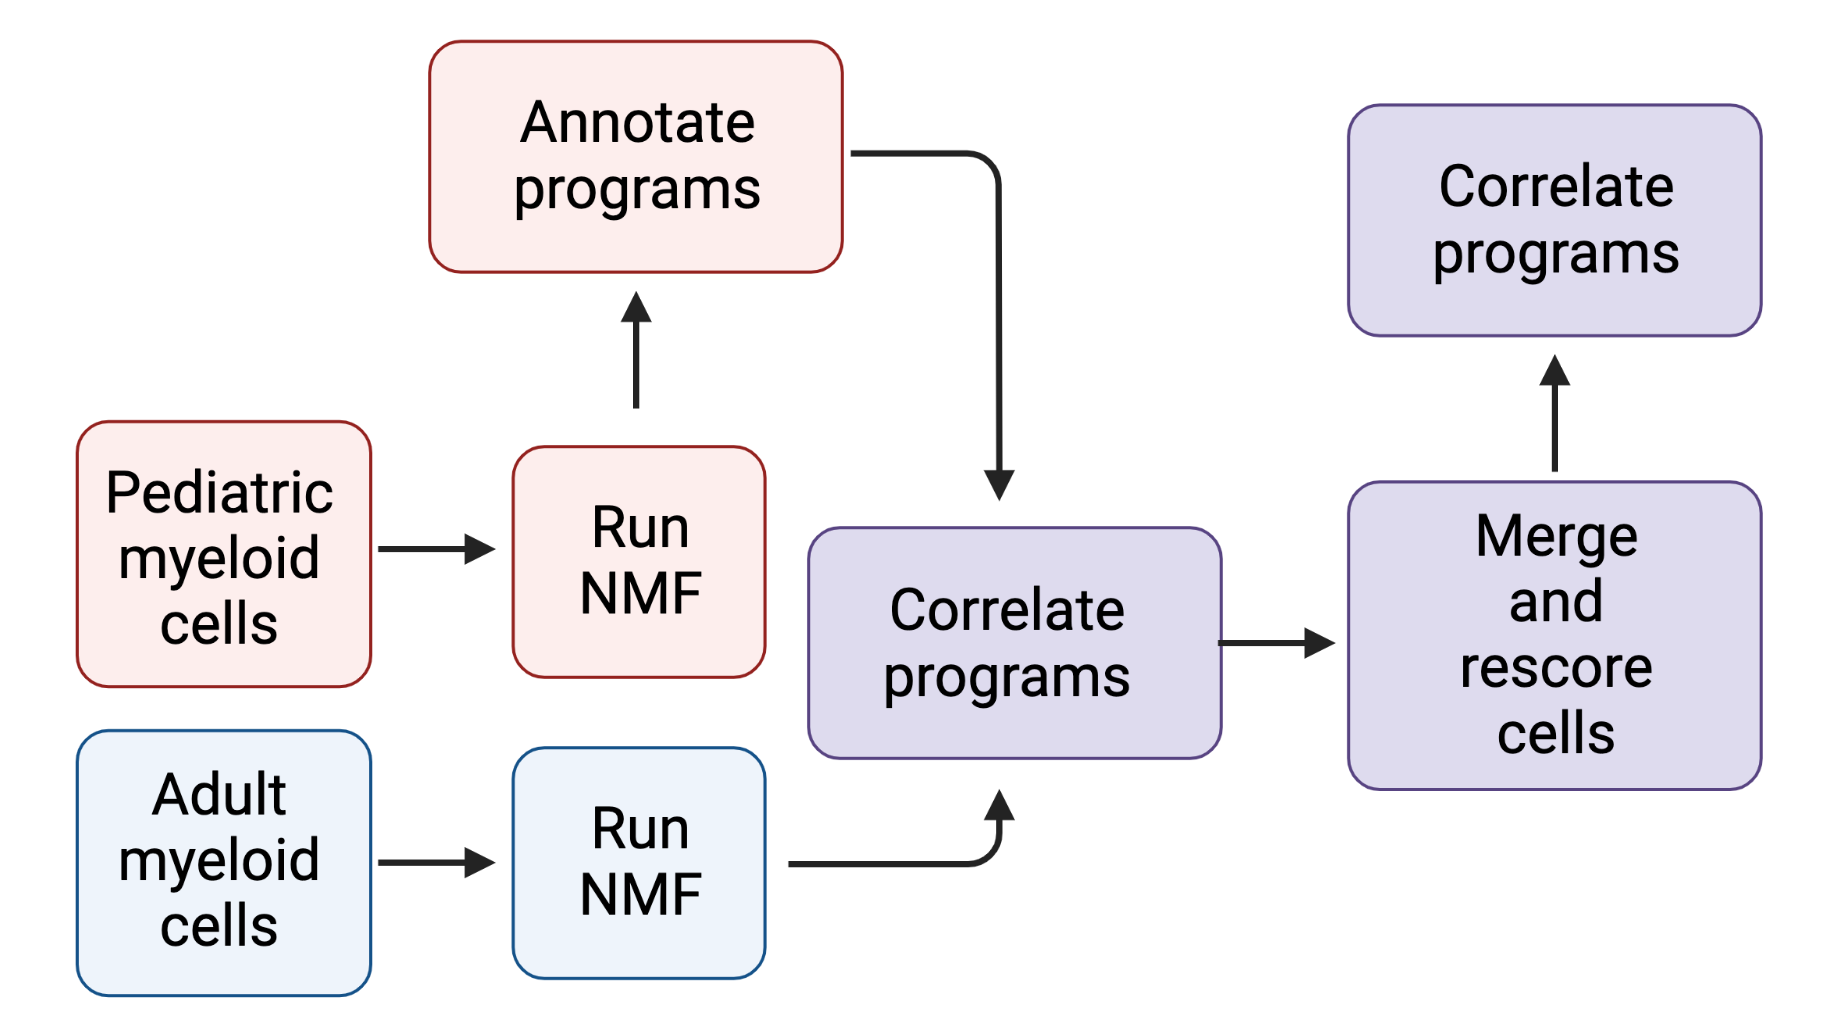 Annotate
programs
Correlate
programs
Pediatric
myeloid
cells
Run
NMF
Correlate
programs
Merge
and
rescore
cells
Adult
myeloid
cells
Run
NMF